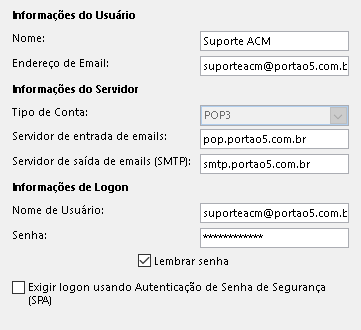 Informações do Usuário
Nome: Suporte ACM
Endereço de Email: suporteacm@portao5.com.b
Informações do Servidor
Tipo de Conta: POP3
Servidor de entrada de emails: pop.portao5.com.br
Servidor de saída de emails (SMTP): smtp.portao5.com.br
Informações de Logon
Nome de Usuário: suporteacm@portao5.com.b
Senha: ************
Lembrar senha
Exigir logon usando Autenticação de Senha de Segurança
(SPA)